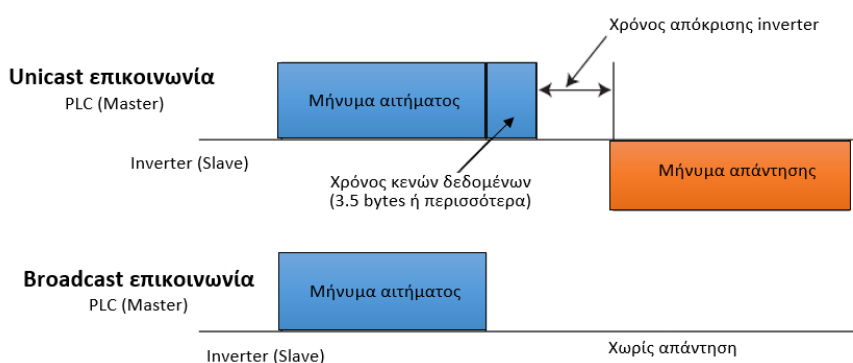 Χρόνος απόκρισης inverter
Unicast επικοινωνία
PLC (Master)
Μήνυμα αιτήματος
Inverter (Slave)
Μήνυμα απάντησης
Χρόνος κενών δεδομένων
(3.5 bytes ή περισσότερα)
Broadcast επικοινωνία
PLC (Master)
Μήνυμα αιτήματος
Χωρίς απάντηση
Inverter (Slave)